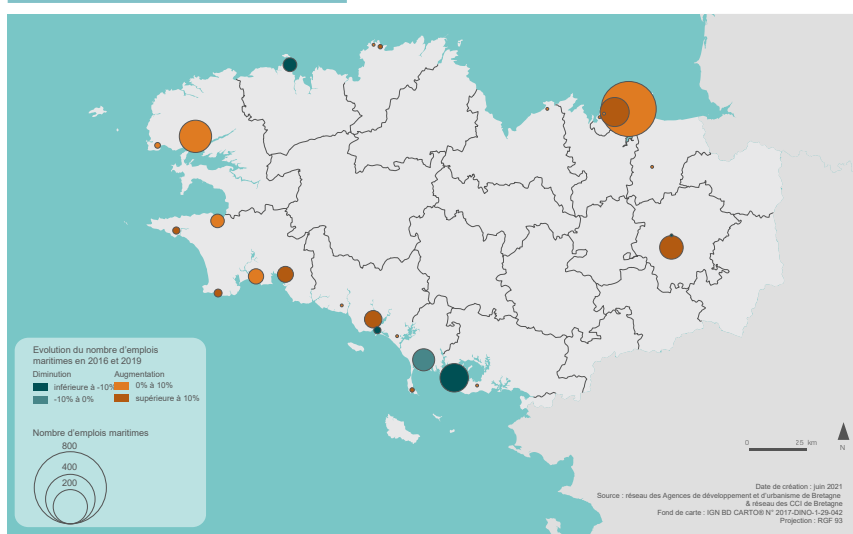 Evolution du nombre d'emplois
maritimes en 2016 et 2019
Diminution Augmentation
inférieure à -10% 0% à 10%
-10% à 0% supérieure à 10%
Nombre d'emplois maritimes
800
400
200
0 25 km
N
Date de création : juin 2021
Source : réseau des Agences de développement et d'urbanisme de Bretagne
& réseau des CCI de Bretagne
Fond de carte : IGN BD CARTO® N° 2017-DINO-1-29-042
Projection : RGF 93